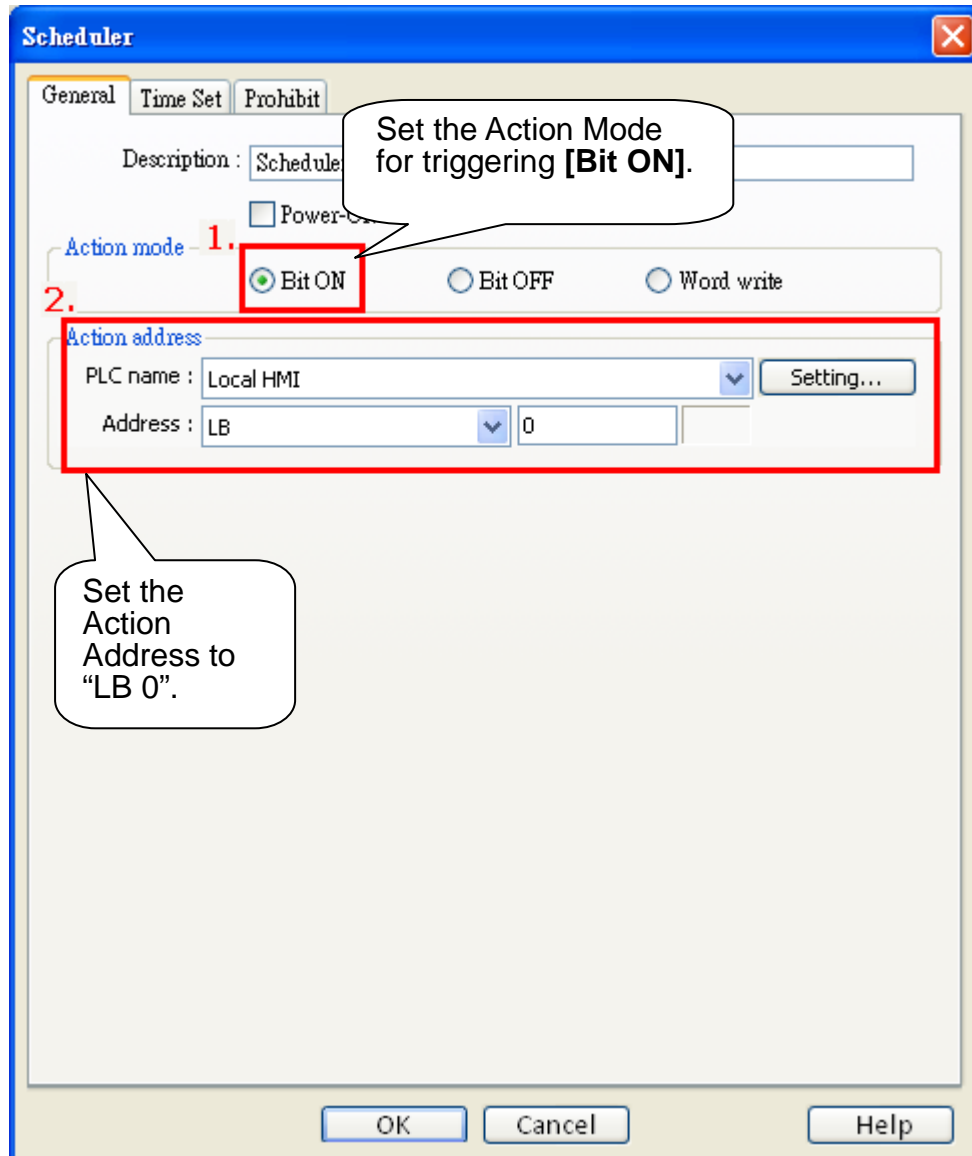 Scheduler
General Time Set Prohibit
Set the Action Mode
for triggering [Bit ON].
Description : Scheduler
Power-
Action mode 1.
Bit ON Bit OFF Word write
2.
Action address
PLC name : Local HMI Setting...
Address : LB 0
Set the
Action
Address to
“LB 0”.
OK Cancel Help